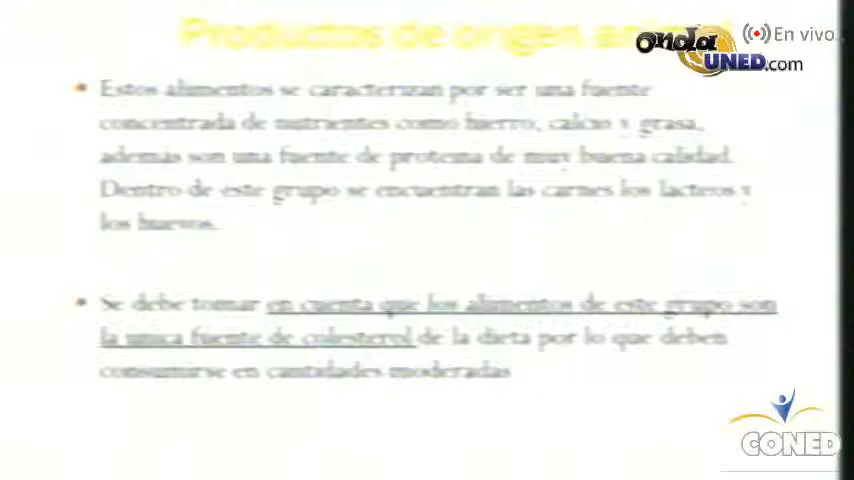 Productos de origen animal
onda UNED.com
En vivo
Estos alimentos se caracterizan por ser una fuente
concentrada de nutrientes como hierro, calcio y grasa,
además son una fuente de proteina de muy buena calidad.
Dentro de este grupo se encuentran las carnes los lacteos y
los huevos.
Se debe tomar en cuenta que los alimentos de este grupo son
la unica fuente de colesterol de la dieta por lo que deben
consumirse en cantidades moderadas
CONED